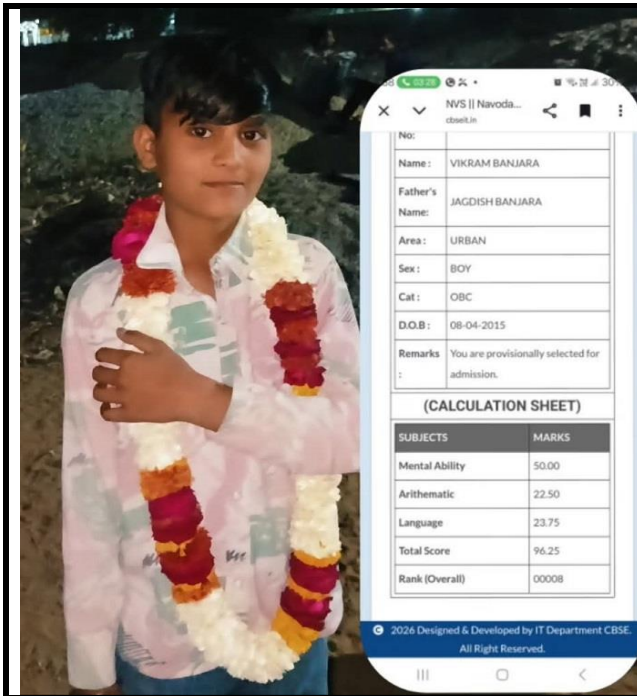 03:28
30
NVS || Navoda...
cbseit.in
No:
Name : VIKRAM BANJARA
Father's
Name: JAGDISH BANJARA
Area : URBAN
Sex : BOY
Cat : OBC
D.O.B : 08-04-2015
Remarks You are provisionally selected for
: admission.
(CALCULATION SHEET)
SUBJECTS MARKS
Mental Ability 50.00
Arithematic 22.50
Language 23.75
Total Score 96.25
Rank (Overall) 00008
© 2026 Designed & Developed by IT Department CBSE.
All Right Reserved.